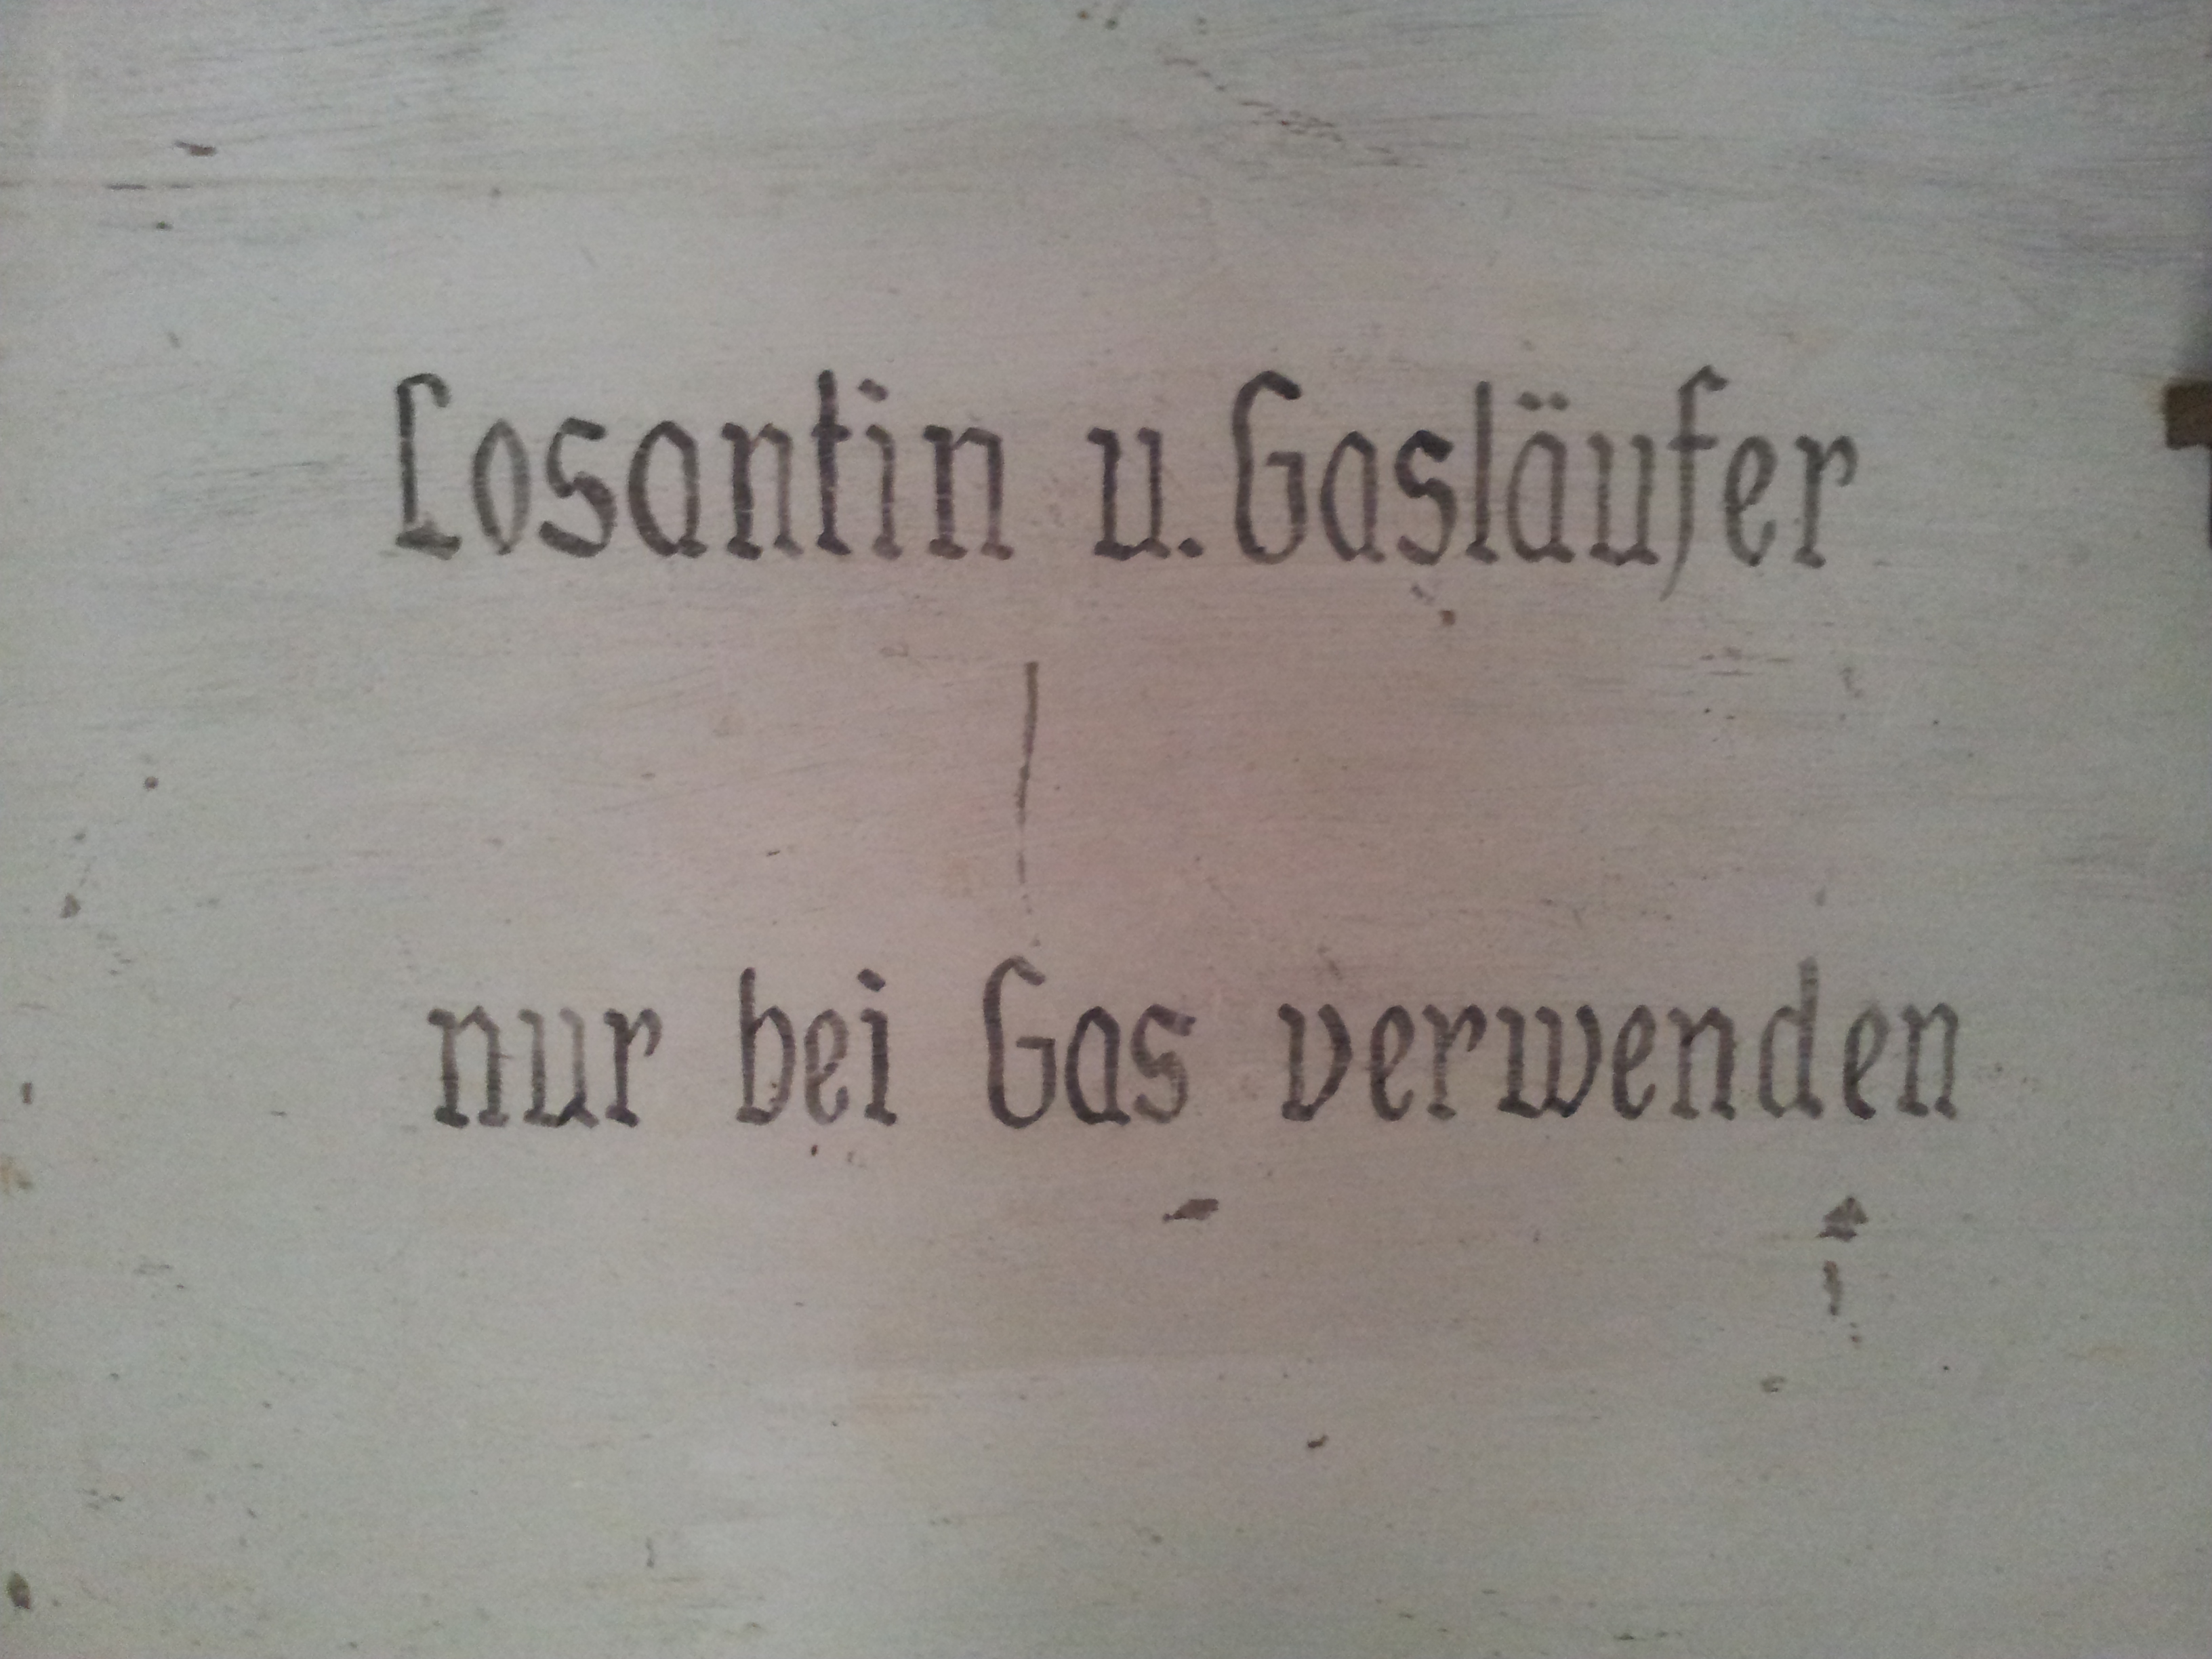 Losantin u. Gasläufer
nur bei Gas verwenden